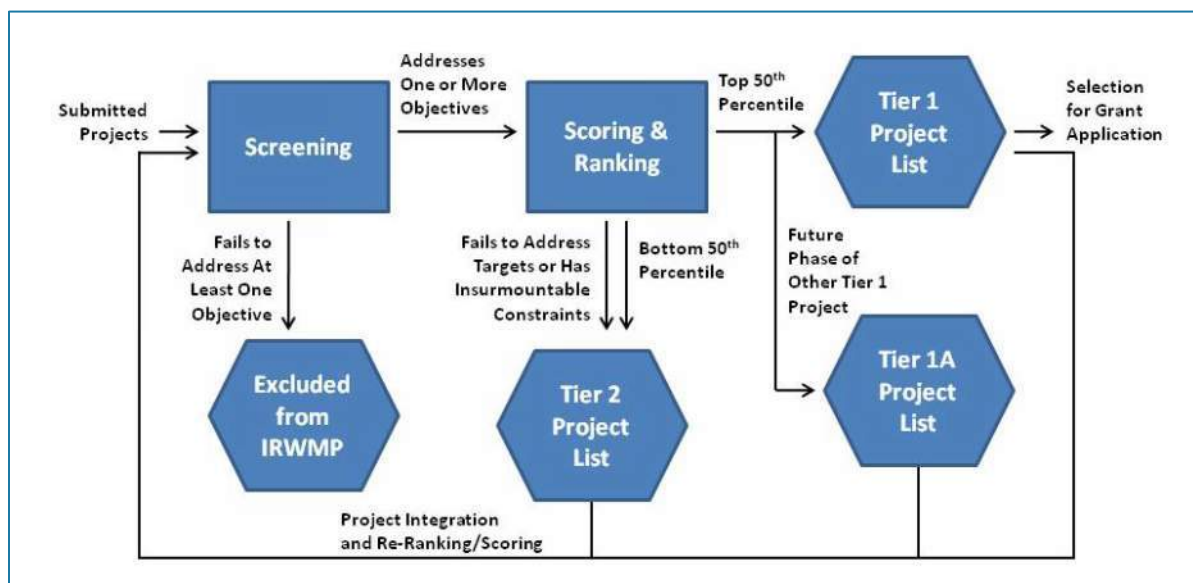 Submitted
Projects
Screening
Addresses
One or More
Objectives
Scoring &
Ranking
Top 50th
Percentile
Tier 1
Project
List
Selection
for Grant
Application
Fails to
Address At
Least One
Objective
Fails to Address
Targets or Has
Insurmountable
Constraints
Bottom 50th
Percentile
Future
Phase of
Other Tier 1
Project
Excluded
from
IRWMP
Tier 2
Project
List
Tier 1A
Project
List
Project Integration
and Re-Ranking/Scoring